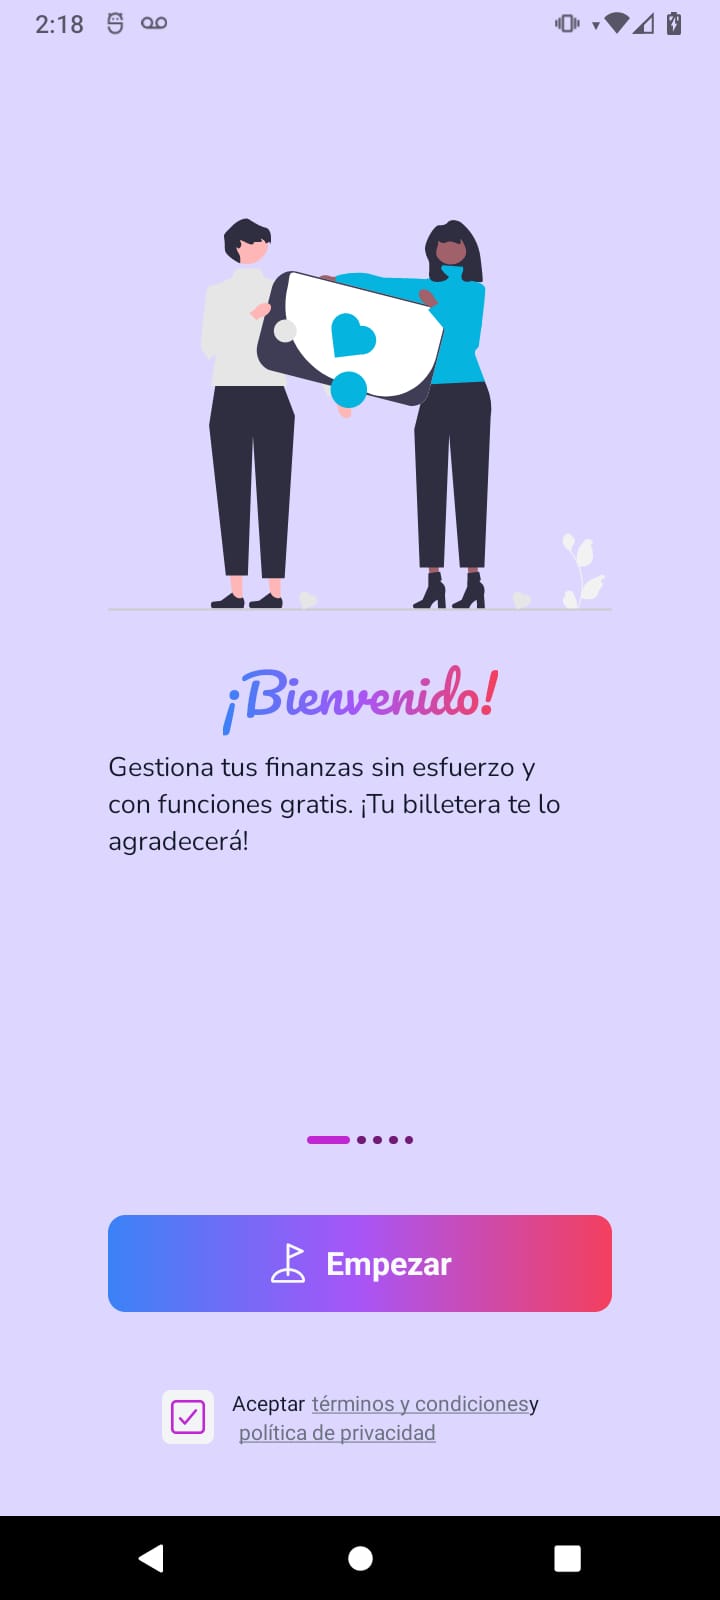 2:18
¡Bienvenido!
Gestiona tus finanzas sin esfuerzo y
con funciones gratis. ¡Tu billetera te lo
agradecerá!
Empezar
Aceptar términos y condicionesy
política de privacidad